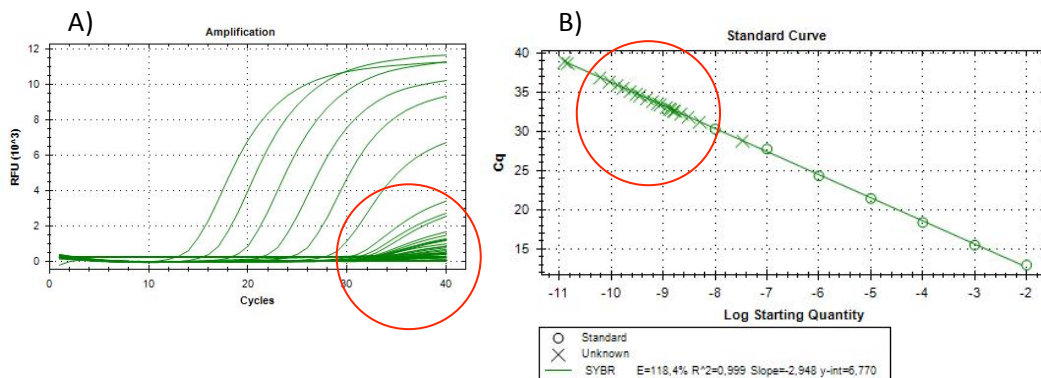 A)
Amplification
12
10
8
6
4
2
0
RFU (10^3)
0 10 20 30 40
Cycles
B)
Standard Curve
40
35
30
25
20
15
Cq
-11 -10 -9 -8 -7 -6 -5 -4 -3 -2
Log Starting Quantity
Standard
Unknown
SYBR E=118,4% R^2=0,999 Slope=-2,948 y-int=6,770